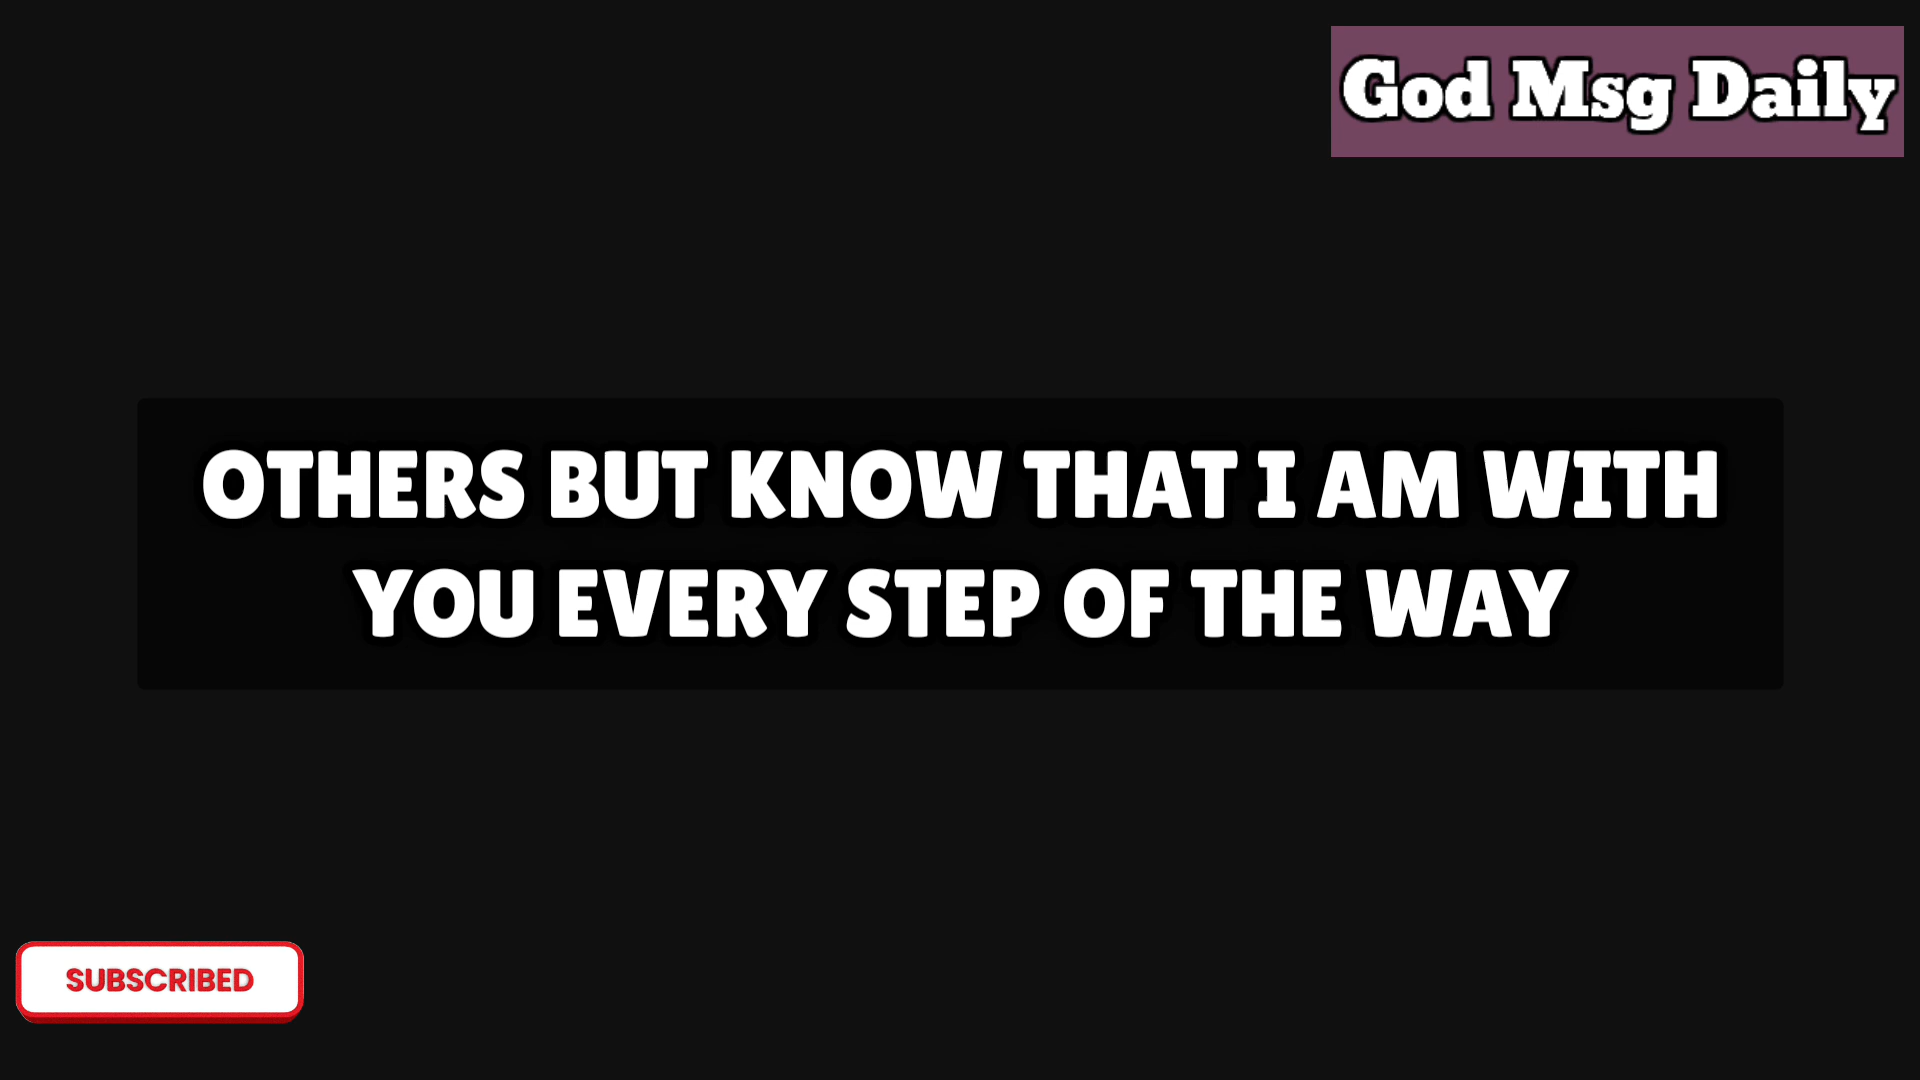 God Msg Daily
OTHERS BUT KNOW THAT I AM WITH
YOU EVERY STEP OF THE WAY
SUBSCRIBED